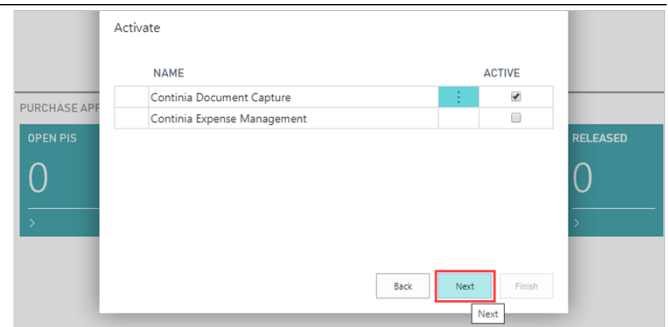 Activate
NAME ACTIVE
Continia Document Capture
Continia Expense Management
PURCHASE APP
OPEN PIS
0
>
RELEASED
0
>
Back Next Finish
Next